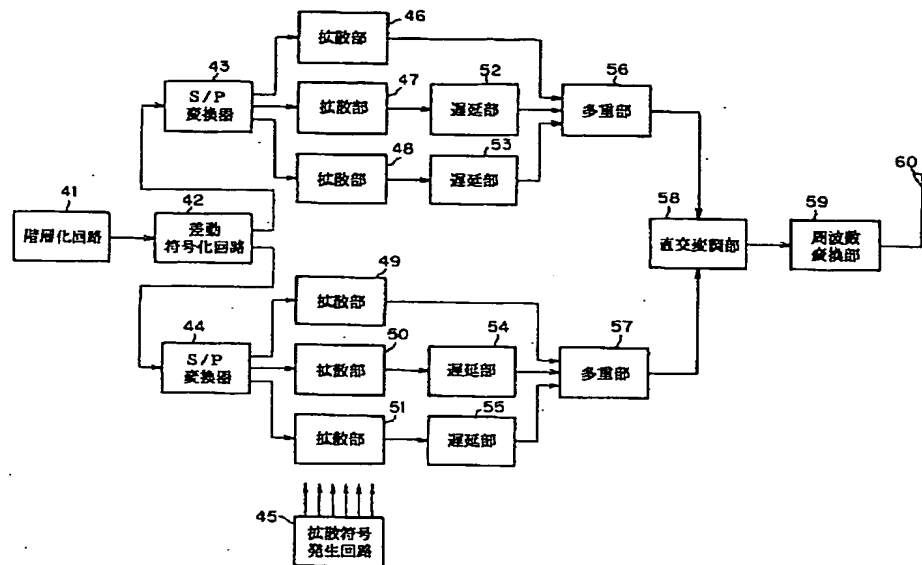 46
拡散部
43
S/P
変換器
47
拡散部
52
遅延部
56
多重部
48
拡散部
53
遅延部
41
階層化回路
42
差動
符号化回路
58
直交変調部
59
周波数
変換部
60
49
拡散部
44
S/P
変換器
50
拡散部
54
遅延部
57
多重部
51
拡散部
55
遅延部
45
拡散符号
発生回路